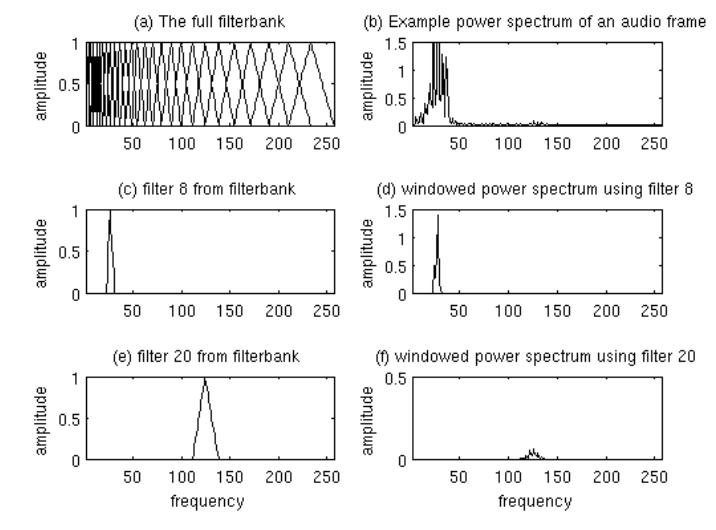 (a) The full filterbank
(b) Example power spectrum of an audio frame
amplitude
1
0.5
0
50 100 150 200 250
amplitude
1.5
1
0.5
0
50 100 150 200 250
(c) filter 8 from filterbank
(d) windowed power spectrum using filter 8
amplitude
1
0.5
0
50 100 150 200 250
amplitude
1.5
1
0.5
0
50 100 150 200 250
(e) filter 20 from filterbank
(f) windowed power spectrum using filter 20
amplitude
1
0.5
0
50 100 150 200 250
frequency
amplitude
0.5
0
50 100 150 200 250
frequency